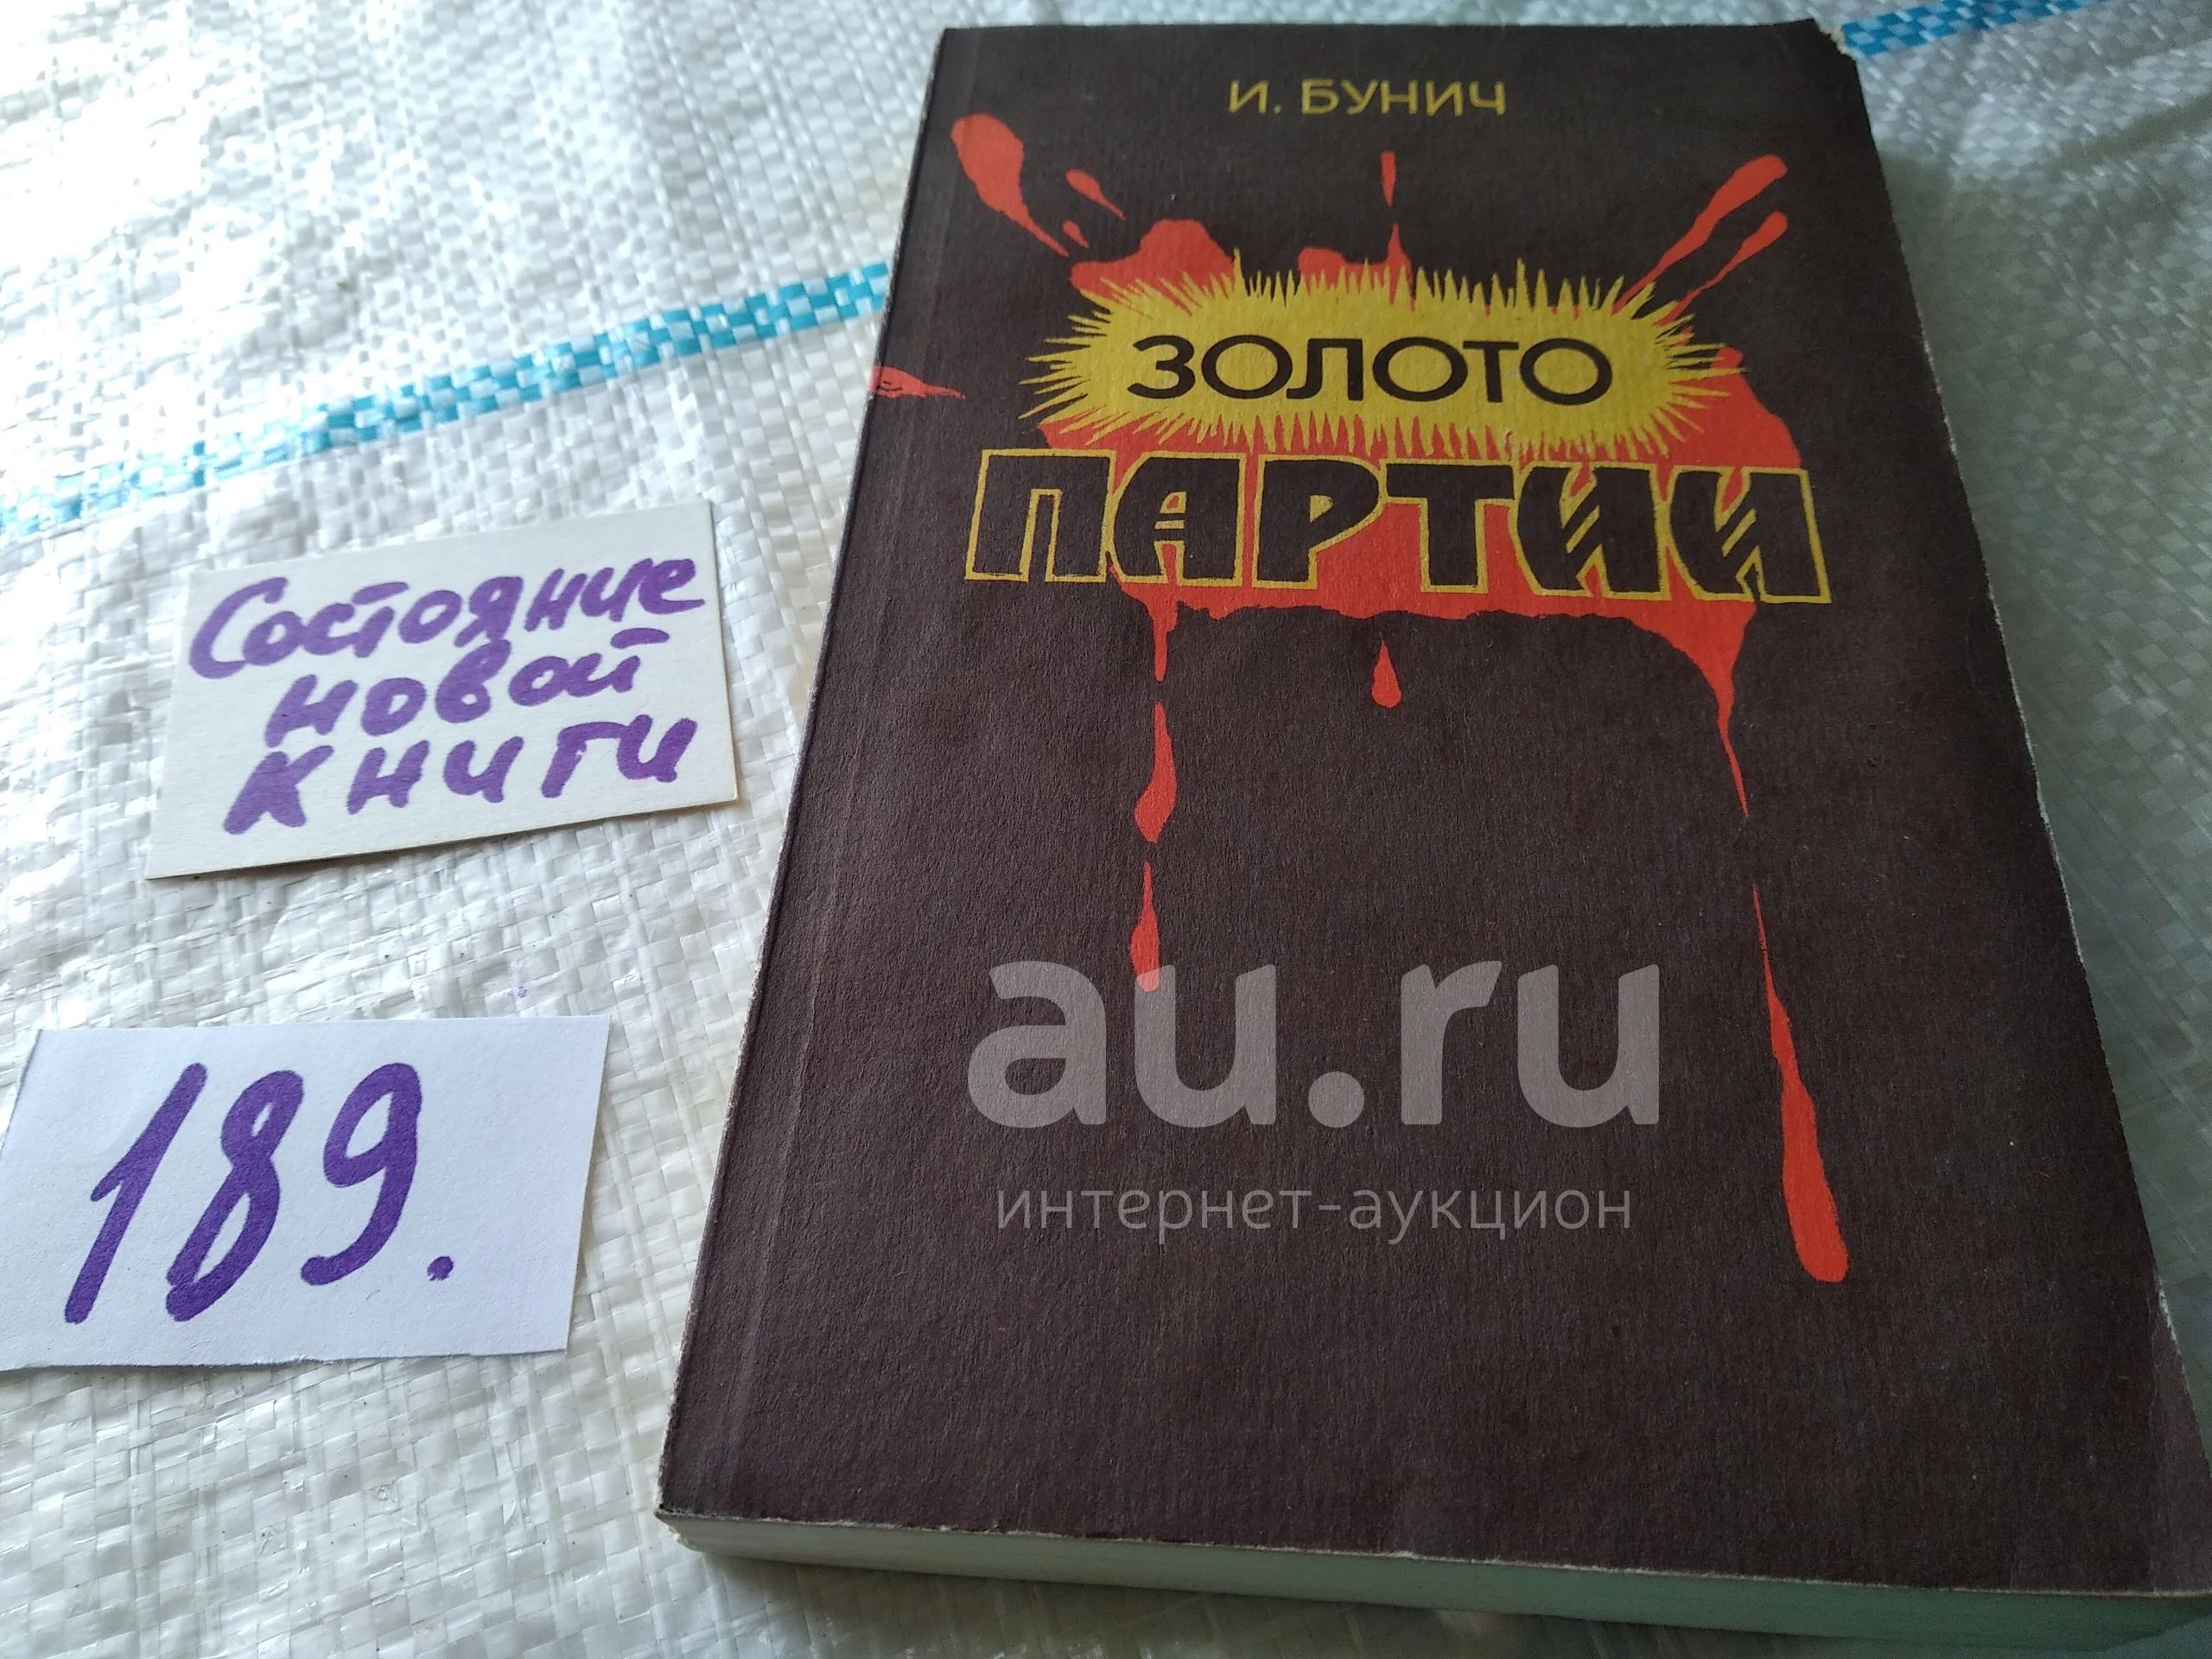 И. БУНИЧ
ЗОЛОТО
ПАРТИИ
Состояние
новой
книги
189.
au.ru
интернет-аукцион